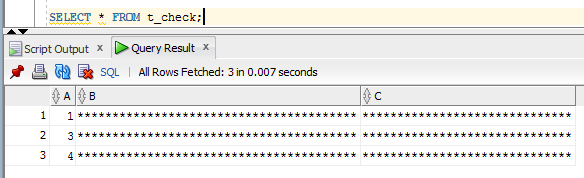 SELECT * FROM t_check;
Script Output x Query Result x
SQL | All Rows Fetched: 3 in 0.007 seconds
A B C
1 1 **************************************** ******************************
2 3 **************************************** ******************************
3 4 **************************************** ******************************